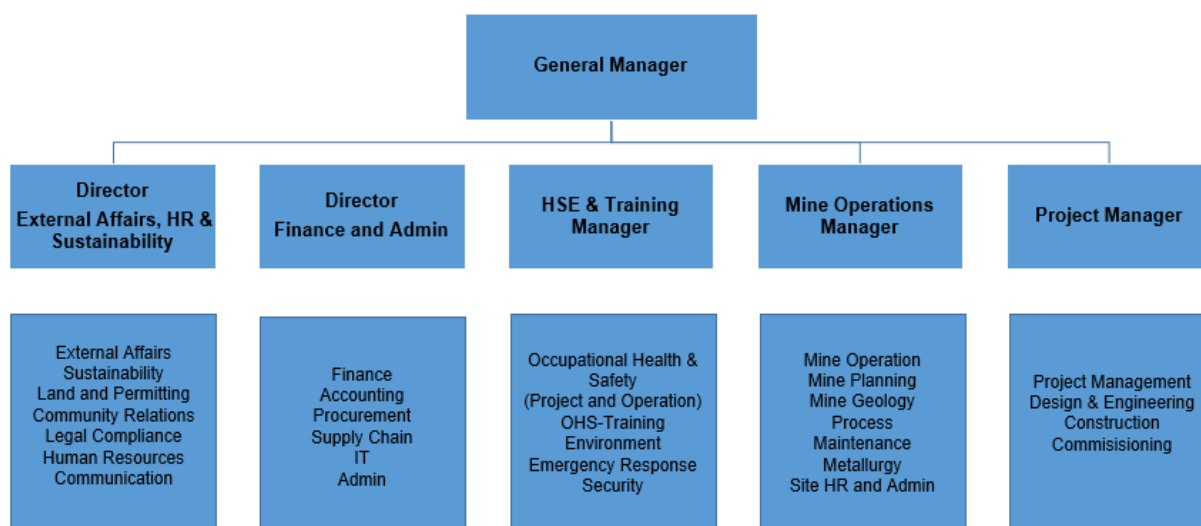 General Manager
Director
External Affairs, HR &
Sustainability
Director
Finance and Admin
HSE & Training
Manager
Mine Operations
Manager
Project Manager
External Affairs
Sustainability
Land and Permitting
Community Relations
Legal Compliance
Human Resources
Communication
Finance
Accounting
Procurement
Supply Chain
IT
Admin
Occupational Health &
Safety
(Project and Operation)
OHS-Training
Environment
Emergency Response
Security
Mine Operation
Mine Planning
Mine Geology
Process
Maintenance
Metallurgy
Site HR and Admin
Project Management
Design & Engineering
Construction
Commisisioning